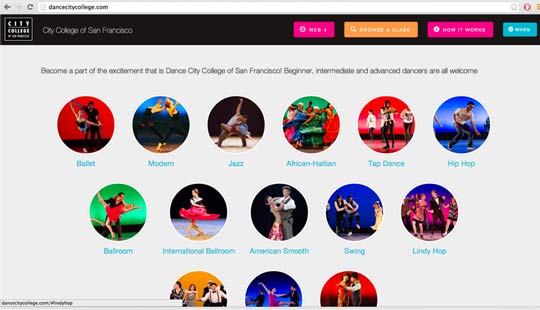 dancecitycollege.com
CITY
COLLEGE
OF SAN FRANCISCO
City College of San Francisco
WEB 4
BROWSE A CLASS
HOW IT WORKS
WHEN
Become a part of the excitement that is Dance City College of San Francisco! Beginner, intermediate and advanced dancers are all welcome
Ballet Modern Jazz African-Haitian Tap Dance Hip Hop
Ballroom International Ballroom American Smooth Swing Lindy Hop
dancecitycollege.com/#lindyhop